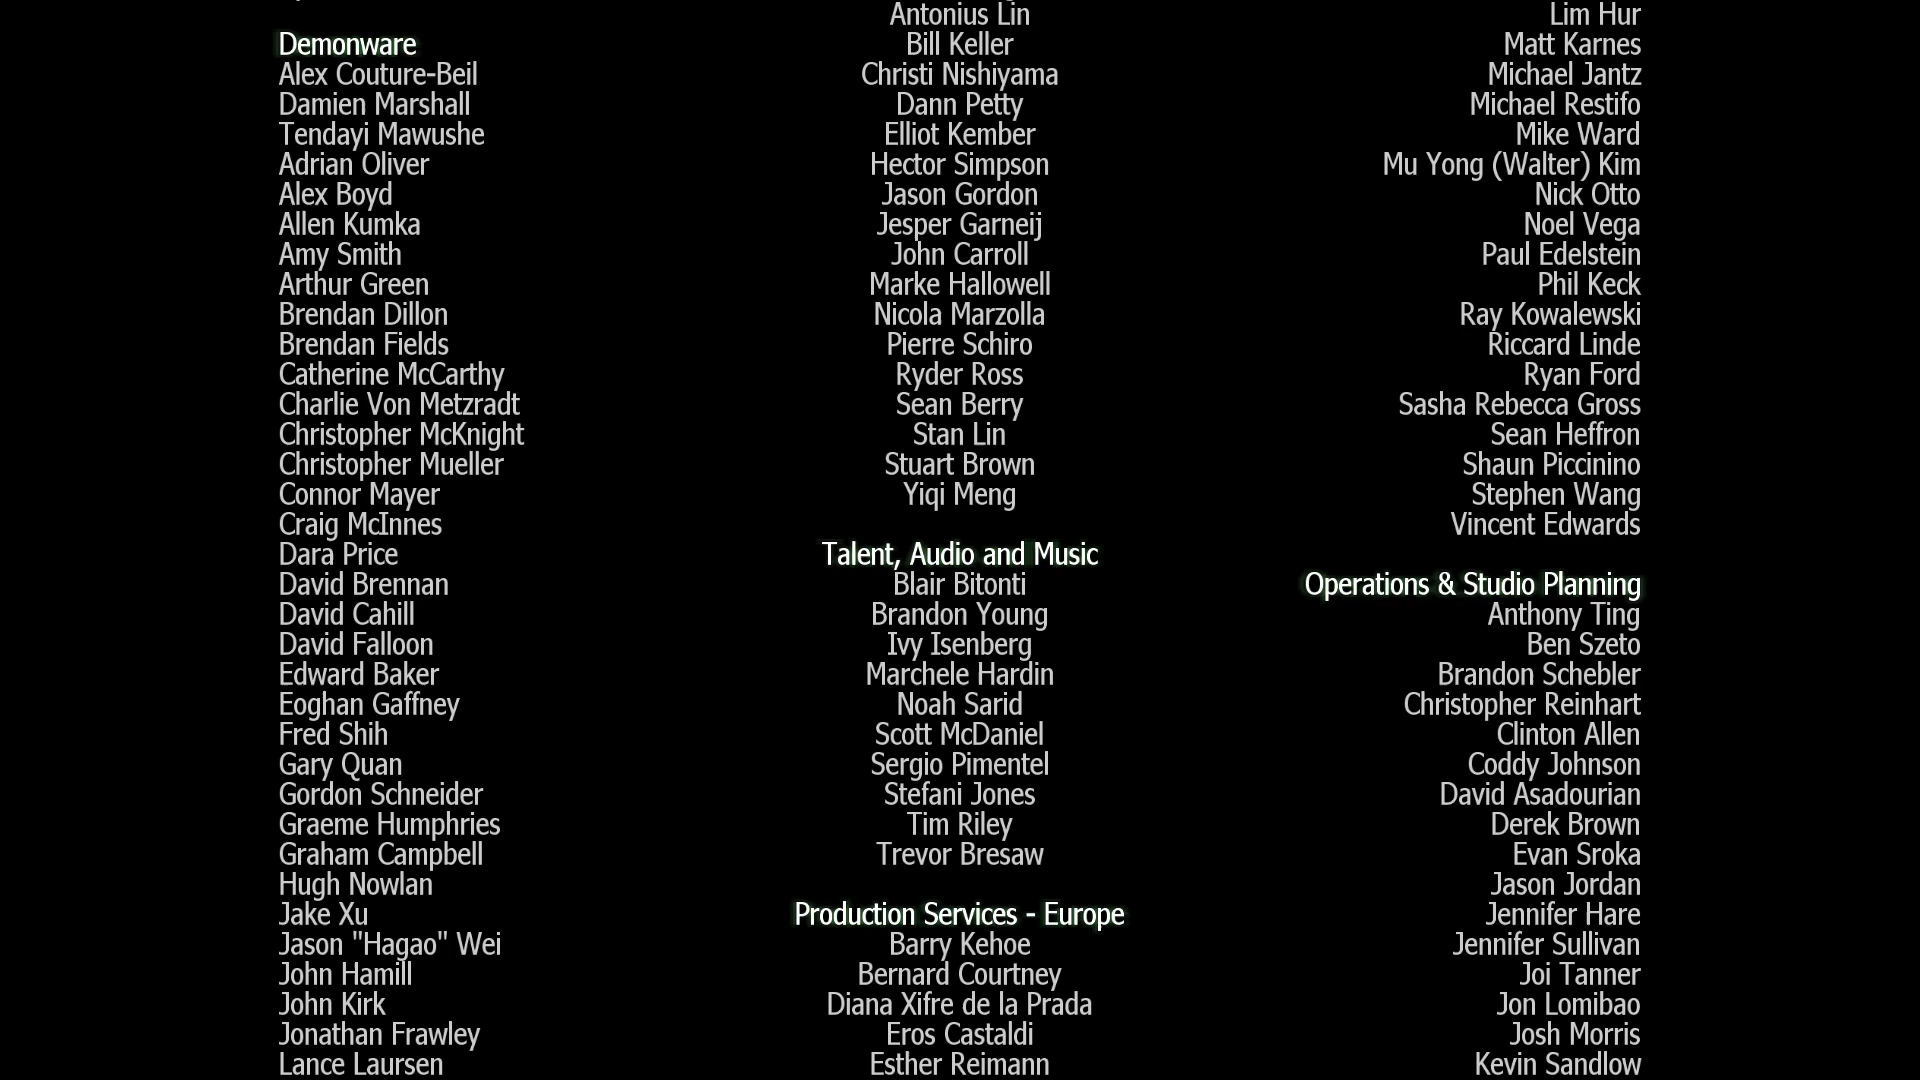 Demonware
Alex Couture-Beil
Damien Marshall
Tendayi Mawushe
Adrian Oliver
Alex Boyd
Allen Kumka
Amy Smith
Arthur Green
Brendan Dillon
Brendan Fields
Catherine McCarthy
Charlie Von Metzradt
Christopher McKnight
Christopher Mueller
Connor Mayer
Craig McInnes
Dara Price
David Brennan
David Cahill
David Falloon
Edward Baker
Eoghan Gaffney
Fred Shih
Gary Quan
Gordon Schneider
Graeme Humphries
Graham Campbell
Hugh Nowlan
Jake Xu
Jason "Hagao" Wei
John Hamill
John Kirk
Jonathan Frawley
Lance Laursen
Antonius Lin
Bill Keller
Christi Nishiyama
Dann Petty
Elliot Kember
Hector Simpson
Jason Gordon
Jesper Garneij
John Carroll
Marke Hallowell
Nicola Marzolla
Pierre Schiro
Ryder Ross
Sean Berry
Stan Lin
Stuart Brown
Yiqi Meng
Talent, Audio and Music
Blair Bitonti
Brandon Young
Ivy Isenberg
Marchele Hardin
Noah Sarid
Scott McDaniel
Sergio Pimentel
Stefani Jones
Tim Riley
Trevor Bresaw
Production Services - Europe
Barry Kehoe
Bernard Courtney
Diana Xifre de la Prada
Eros Castaldi
Esther Reimann
Lim Hur
Matt Karnes
Michael Jantz
Michael Restifo
Mike Ward
Mu Yong (Walter) Kim
Nick Otto
Noel Vega
Paul Edelstein
Phil Keck
Ray Kowalewski
Riccard Linde
Ryan Ford
Sasha Rebecca Gross
Sean Heffron
Shaun Piccinino
Stephen Wang
Vincent Edwards
Operations & Studio Planning
Anthony Ting
Ben Szeto
Brandon Schebler
Christopher Reinhart
Clinton Allen
Coddy Johnson
David Asadourian
Derek Brown
Evan Sroka
Jason Jordan
Jennifer Hare
Jennifer Sullivan
Joi Tanner
Jon Lomibao
Josh Morris
Kevin Sandlow